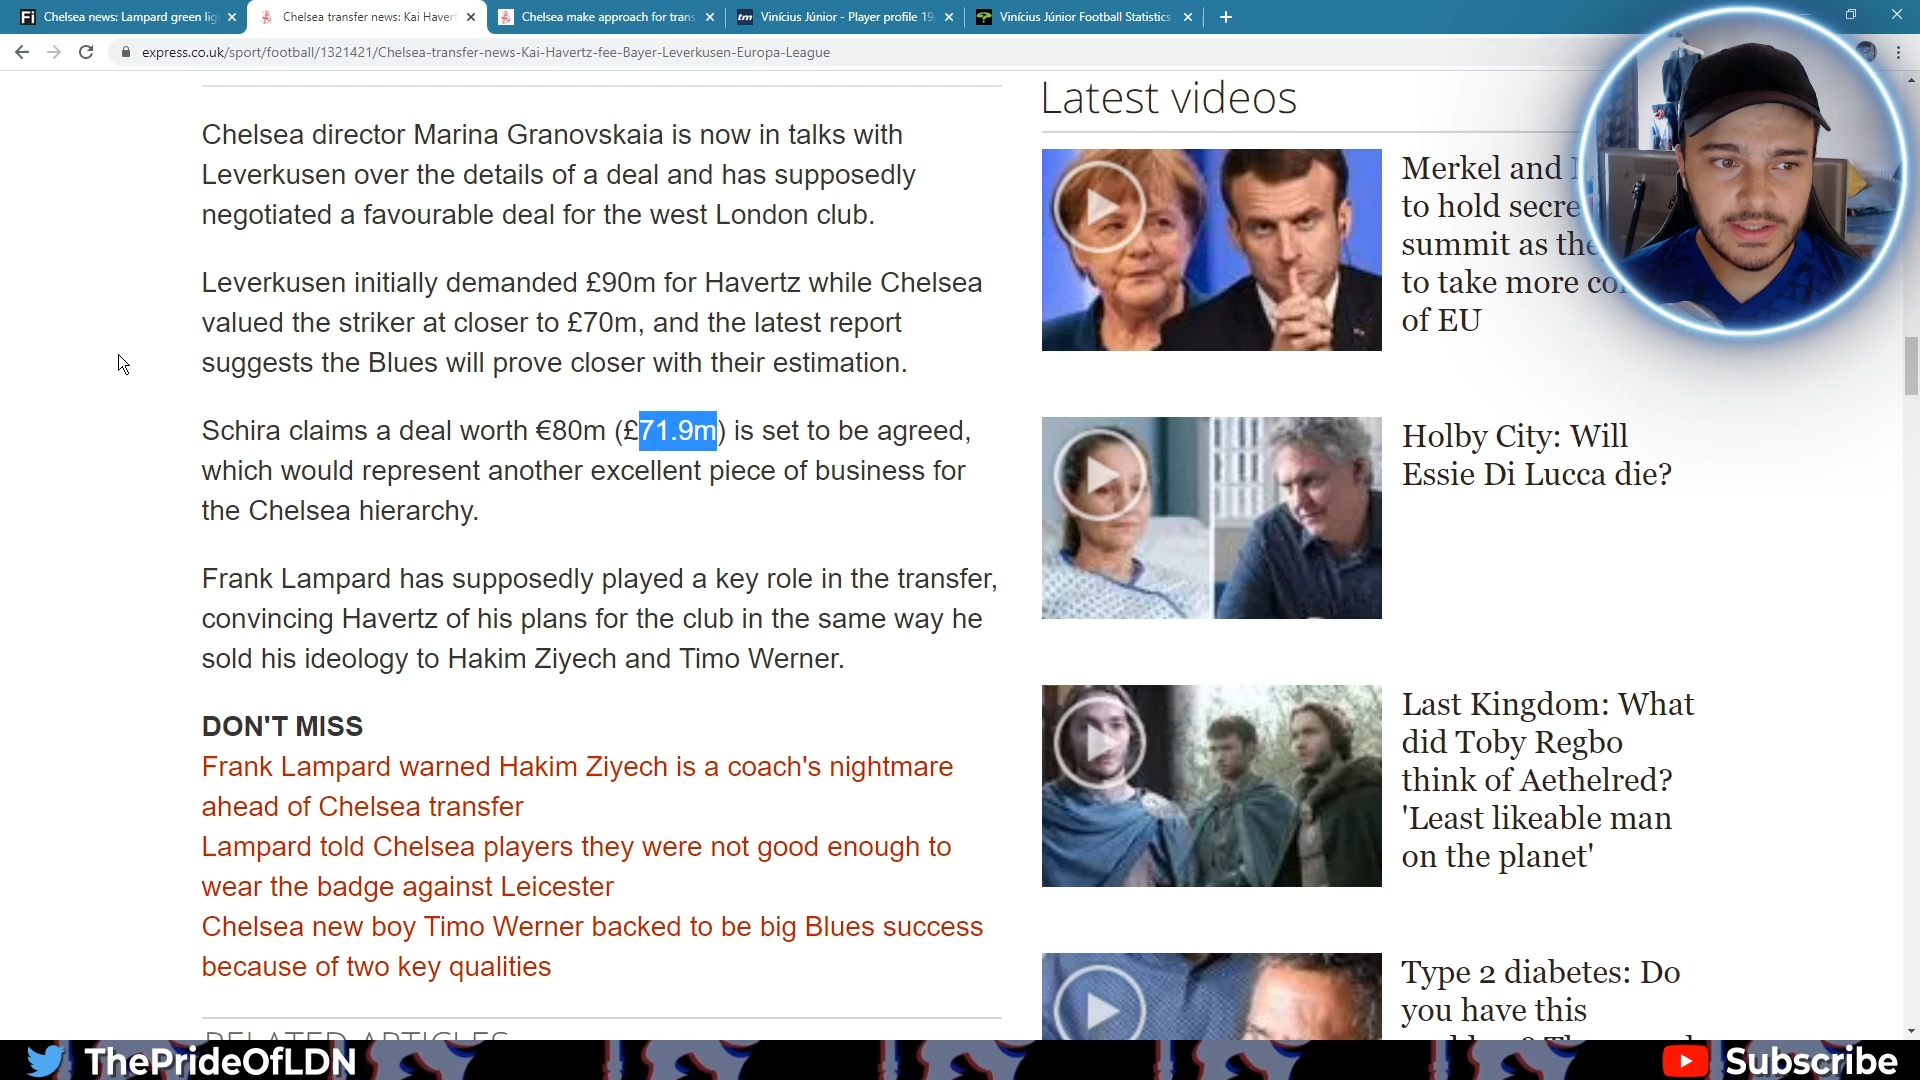 Chelsea news: Lampard green lig
Chelsea transfer news: Kai Havert
Chelsea make approach for trans
Vinícius Júnior - Player profile 19
Vinícius Júnior Football Statistics
express.co.uk/sport/football/1321421/Chelsea-transfer-news-Kai-Havertz-fee-Bayer-Leverkusen-Europa-League
Chelsea director Marina Granovskaia is now in talks with
Leverkusen over the details of a deal and has supposedly
negotiated a favourable deal for the west London club.
Leverkusen initially demanded £90m for Havertz while Chelsea
valued the striker at closer to £70m, and the latest report
suggests the Blues will prove closer with their estimation.
Schira claims a deal worth €80m (£71.9m) is set to be agreed,
which would represent another excellent piece of business for
the Chelsea hierarchy.
Frank Lampard has supposedly played a key role in the transfer,
convincing Havertz of his plans for the club in the same way he
sold his ideology to Hakim Ziyech and Timo Werner.
DON'T MISS
Frank Lampard warned Hakim Ziyech is a coach's nightmare
ahead of Chelsea transfer
Lampard told Chelsea players they were not good enough to
wear the badge against Leicester
Chelsea new boy Timo Werner backed to be big Blues success
because of two key qualities
RELATED ARTICLES
Latest videos
Merkel and
to hold secre
summit as the
to take more co
of EU
Holby City: Will
Essie Di Lucca die?
Last Kingdom: What
did Toby Regbo
think of Aethelred?
'Least likeable man
on the planet'
Type 2 diabetes: Do
you have this
ThePrideOfLDN
Subscribe